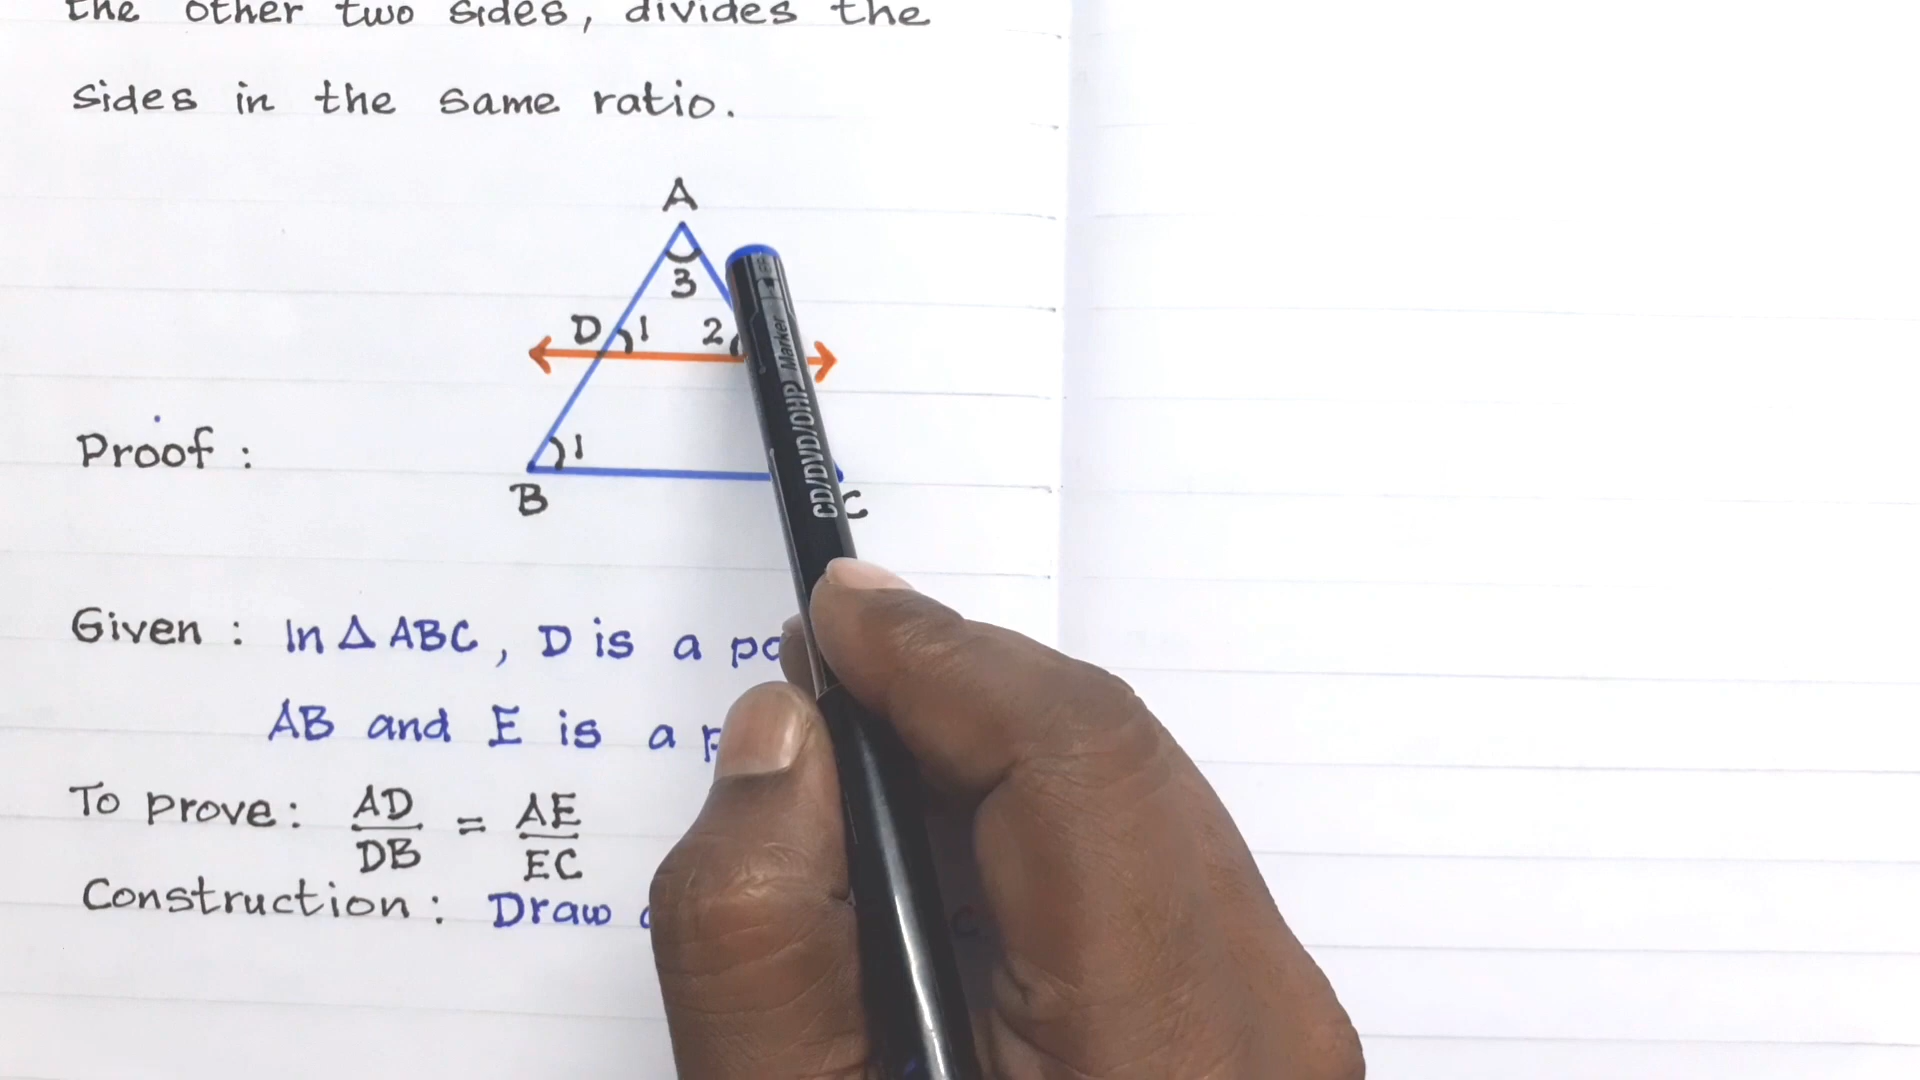 the other two sides, divides the
sides in the same ratio.
A
3
D 1 2
1
B C
Proof :
Given : In Δ ABC, D is a
AB and E is a
To prove : AD/DB = AE/EC
Construction : Draw
CD/DVD/OHP Marker